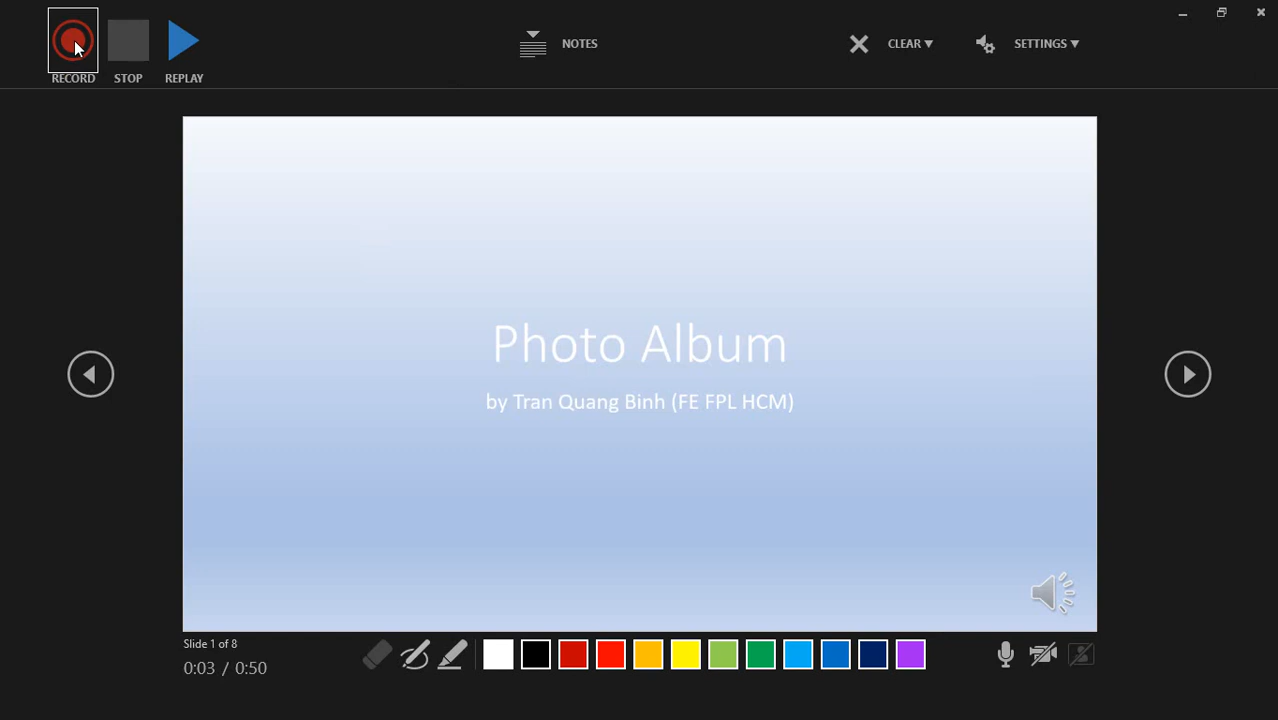 RECORD
STOP
REPLAY
NOTES
CLEAR
SETTINGS
Photo Album
by Tran Quang Binh (FE FPL HCM)
Slide 1 of 8
0:03 / 0:50